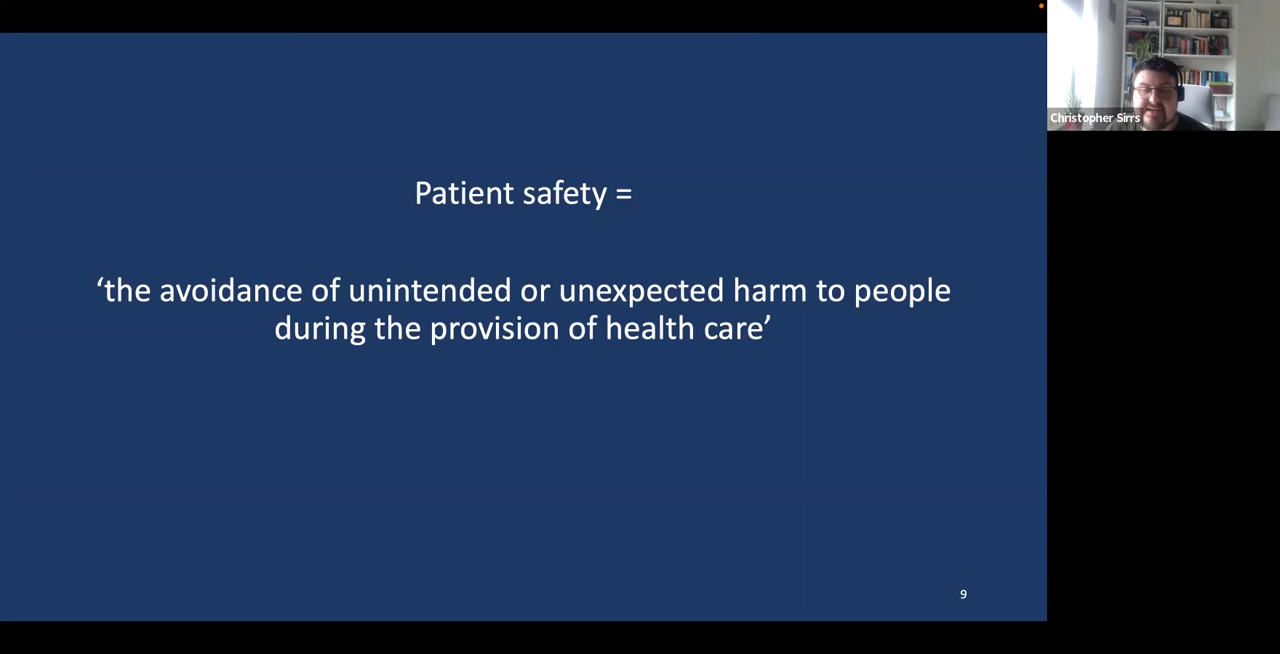 Patient safety =
‘the avoidance of unintended or unexpected harm to people
during the provision of health care’
9
Christopher Sirrs